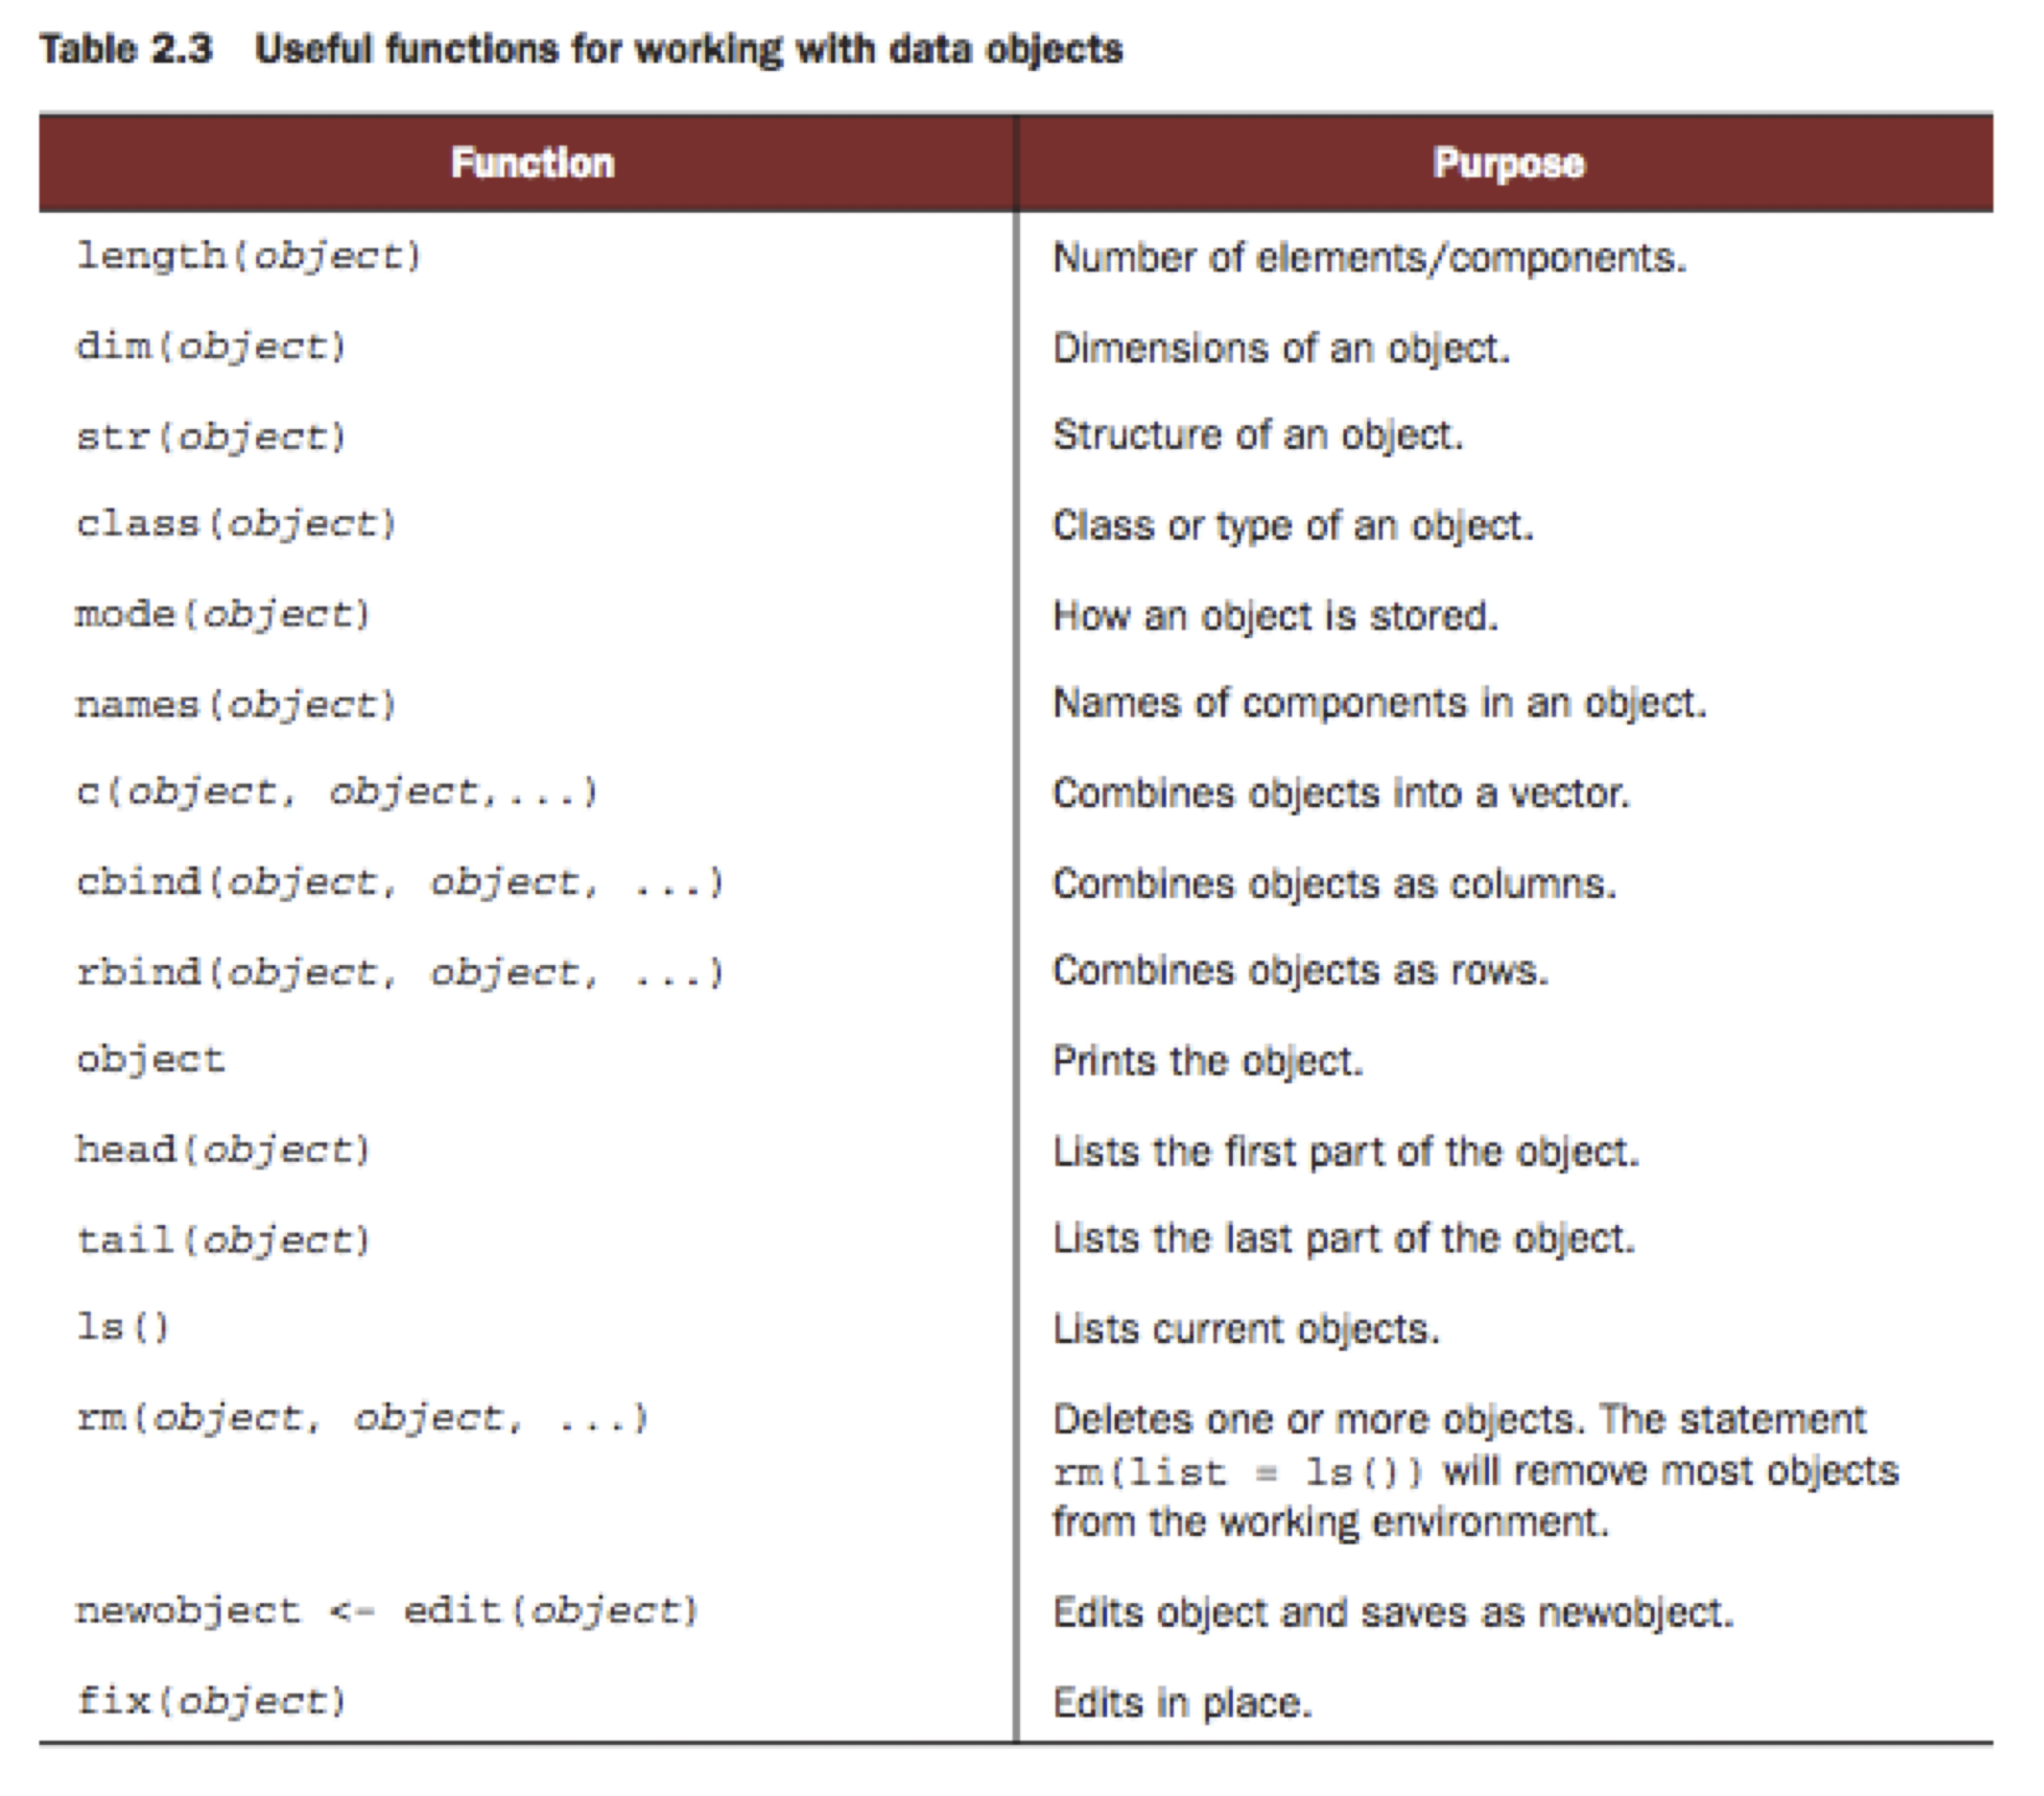 Table 2.3 Useful functions for working with data objects
Function Purpose
length(object) Number of elements/components.
dim(object) Dimensions of an object.
str(object) Structure of an object.
class(object) Class or type of an object.
mode(object) How an object is stored.
names(object) Names of components in an object.
c(object, object,...) Combines objects into a vector.
cbind(object, object, ...) Combines objects as columns.
rbind(object, object, ...) Combines objects as rows.
object Prints the object.
head(object) Lists the first part of the object.
tail(object) Lists the last part of the object.
ls() Lists current objects.
rm(object, object, ...) Deletes one or more objects. The statement
rm(list = ls()) will remove most objects
from the working environment.
newobject <- edit(object) Edits object and saves as newobject.
fix(object) Edits in place.